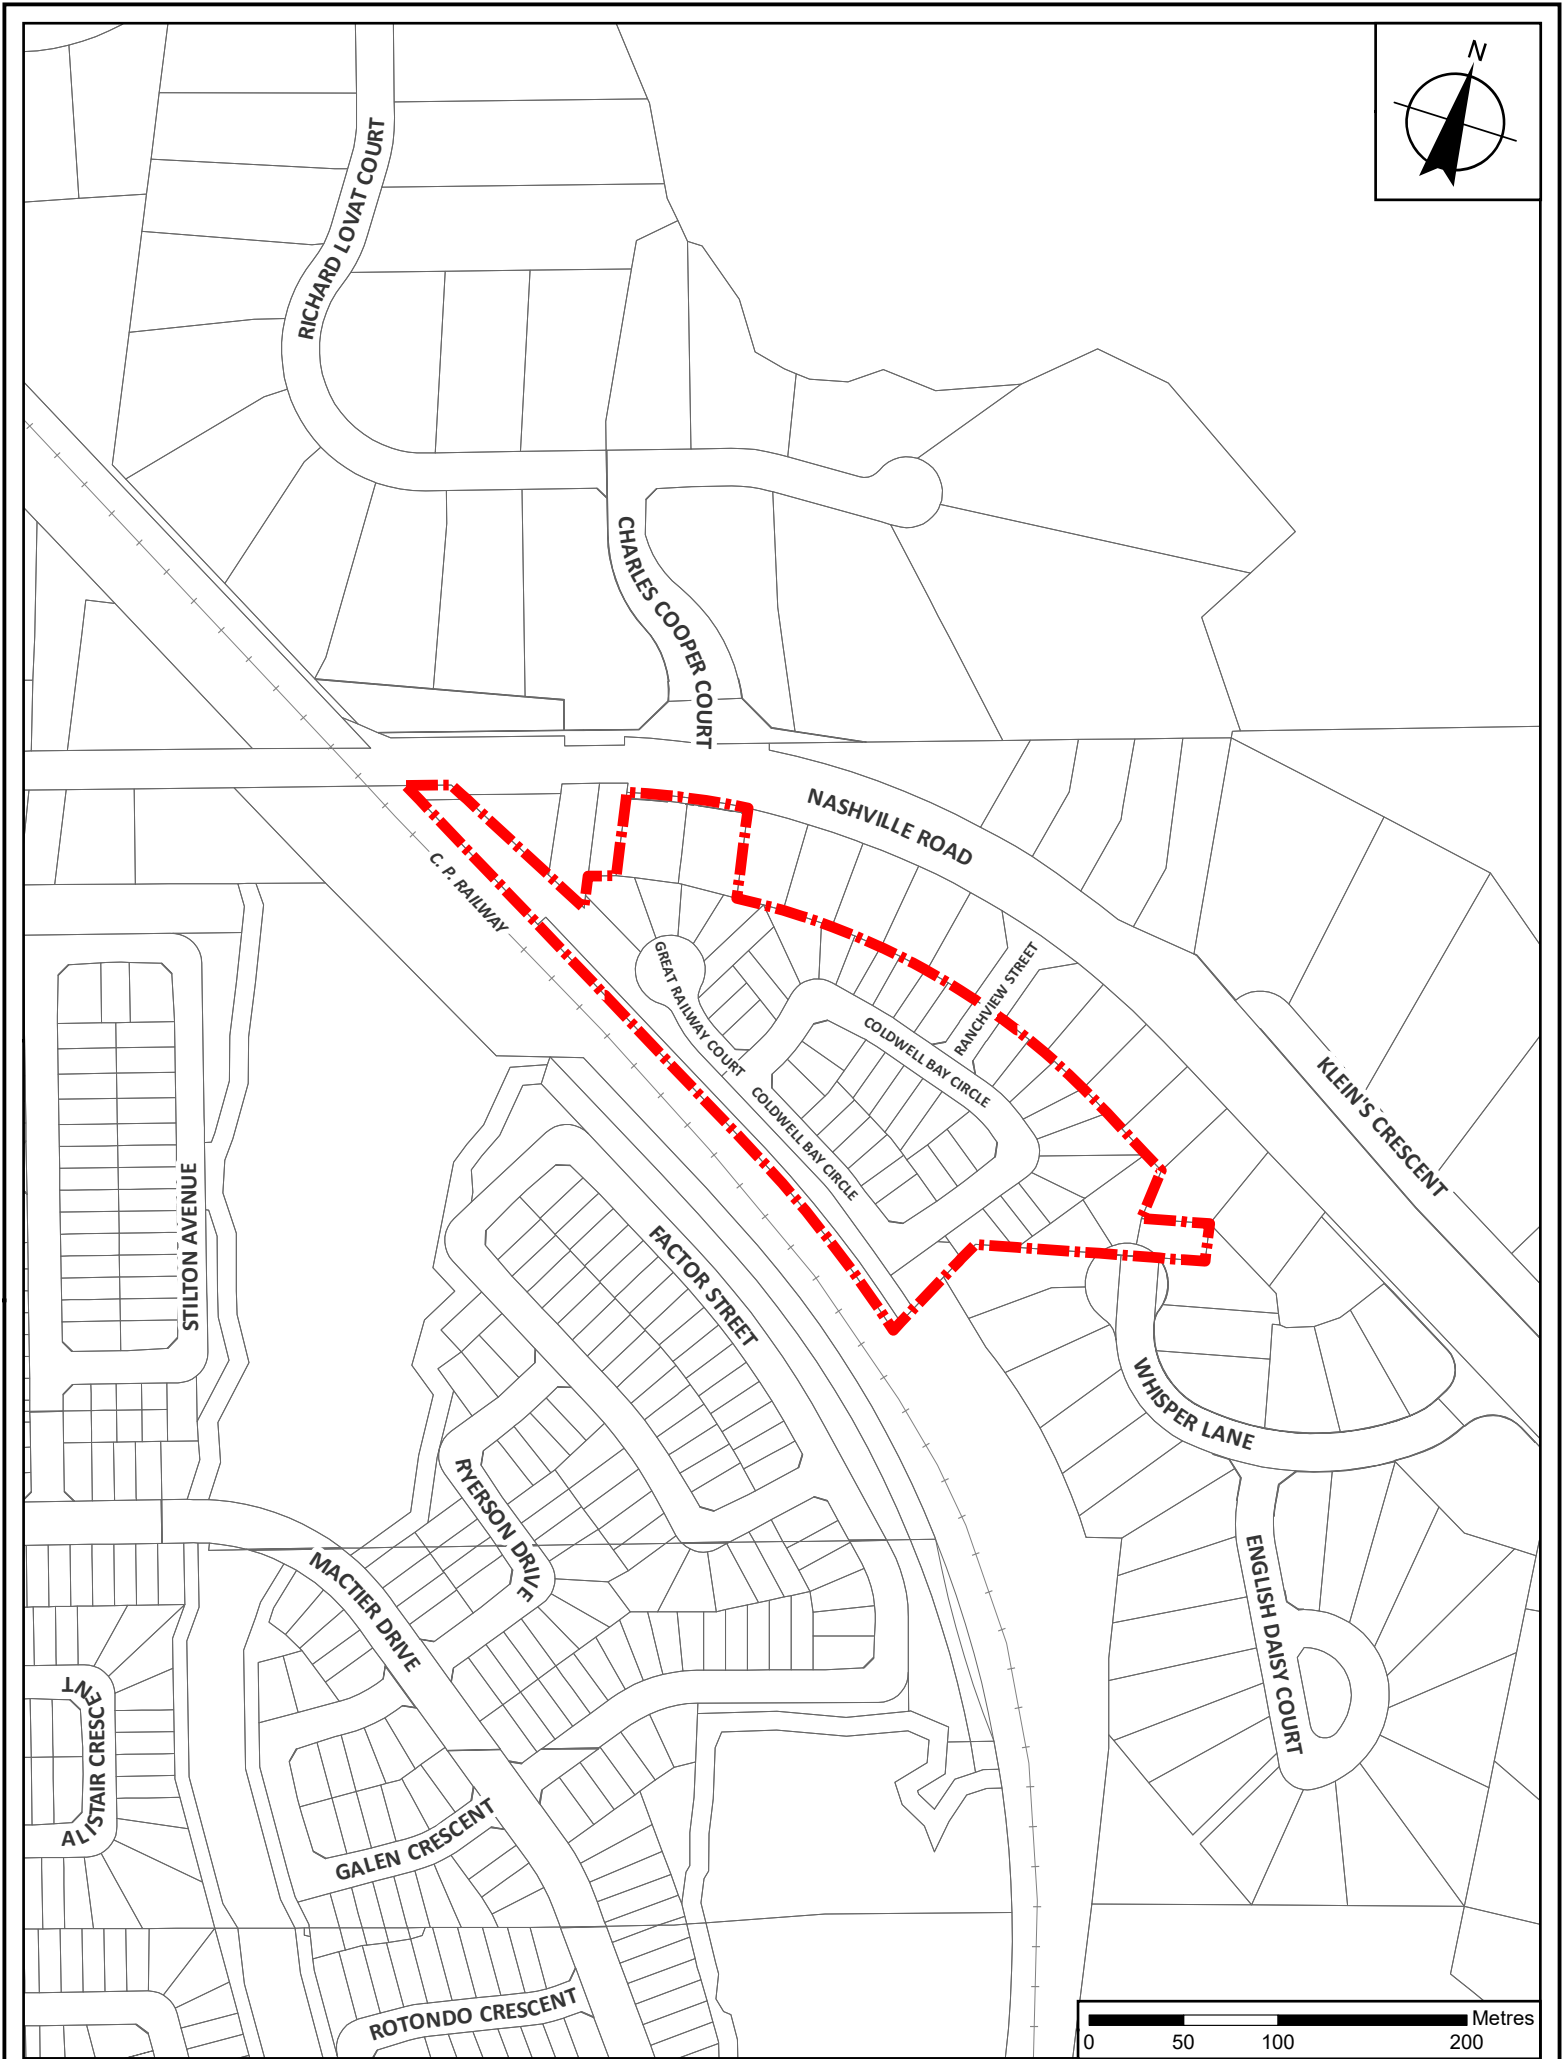 N
RICHARD LOVAT COURT
CHARLES COOPER COURT
NASHVILLE ROAD
C. P. RAILWAY
GREAT RAILWAY COURT
RANCHVIEW STREET
COLDWELL BAY CIRCLE
COLDWELL BAY CIRCLE
KLEIN'S CRESCENT
STILTON AVENUE
FACTOR STREET
WHISPER LANE
RYERSON DRIVE
MACTIER DRIVE
ENGLISH DAISY COURT
ALISTAIR CRESCENT
GALEN CRESCENT
ROTONDO CRESCENT
Metres
0 50 100 200